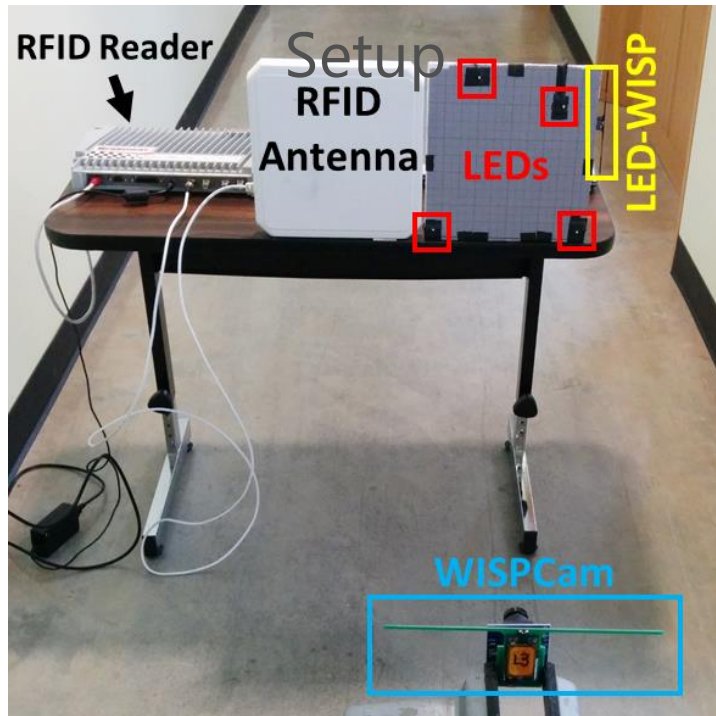 Setup
RFID Reader
RFID
Antenna
LEDs
LED-WISP
WISPCam
L3